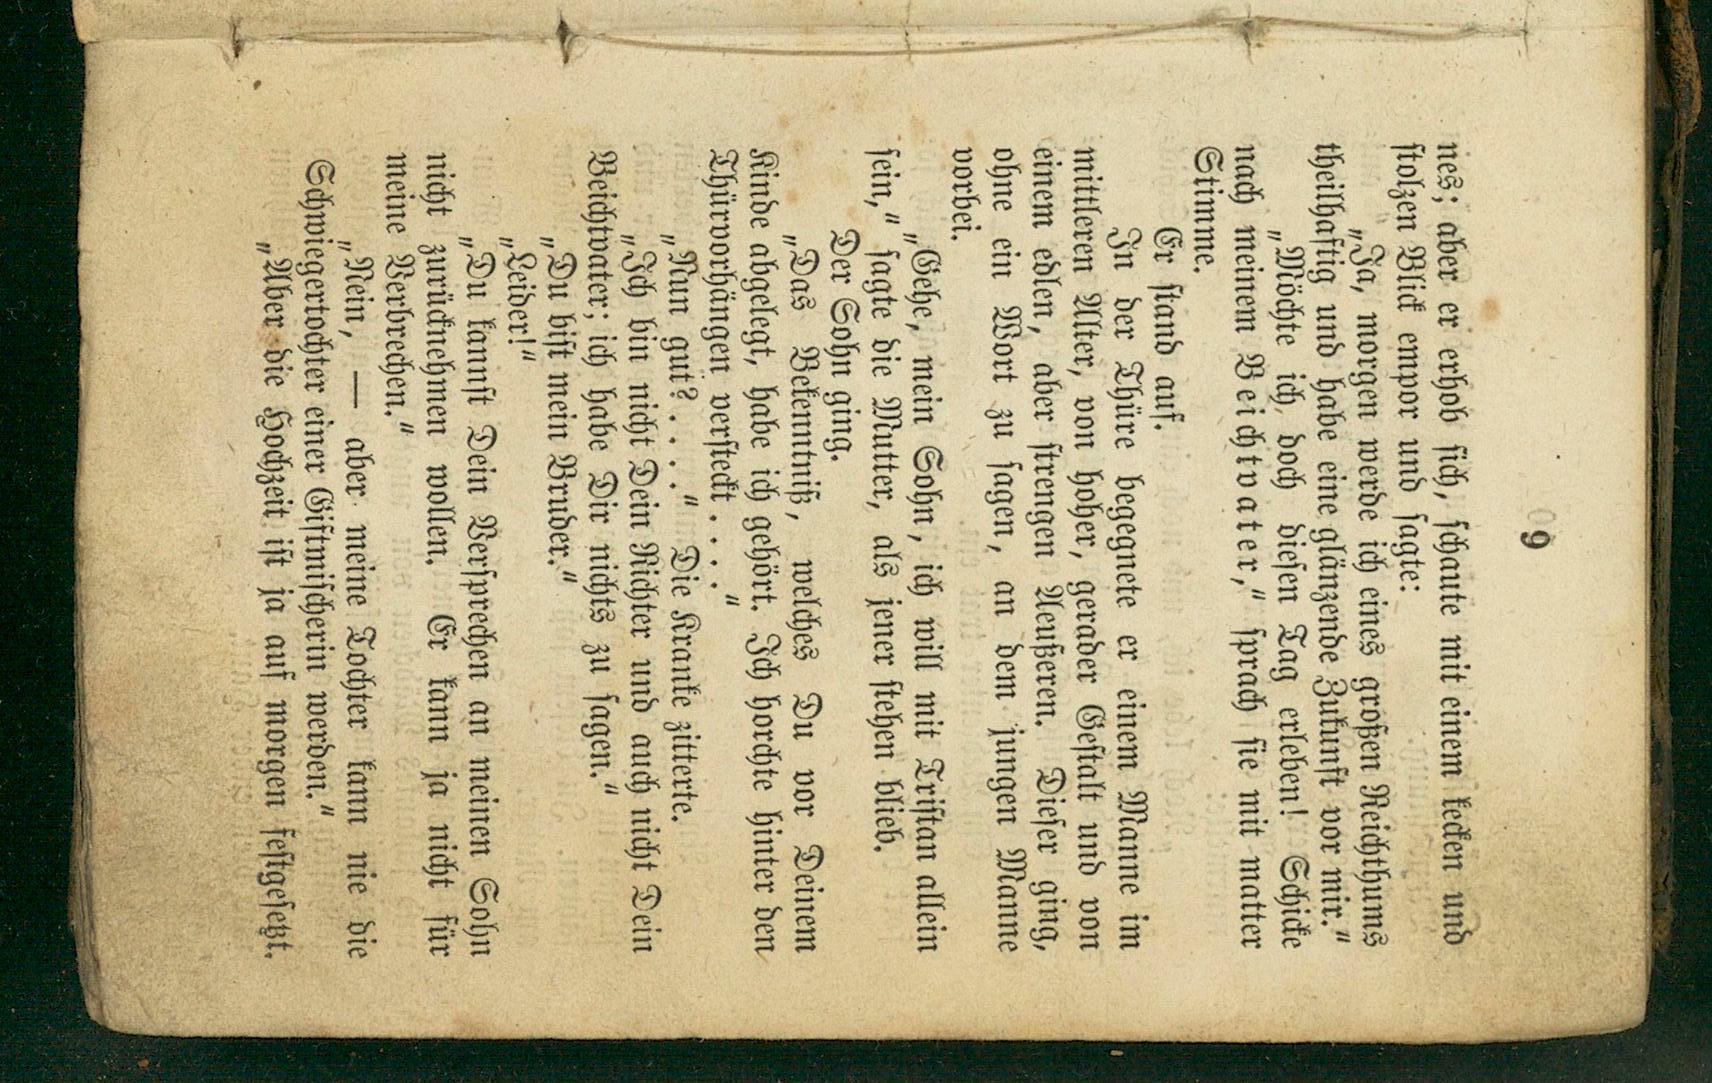 9
nes; aber er erhob sich, schaute mit einem kecken und
stolzen Blick empor und sagte:
„Ja, morgen werde ich eines großen Reichthums
theilhaftig und habe eine glänzende Zukunft vor mir.“
„Möchte ich doch diesen Tag erleben! Schicke
nach meinem Beichtvater,“ sprach sie mit matter
Stimme.
Er stand auf.
In der Thüre begegnete er einem Manne im
mittleren Alter, von hoher, gerader Gestalt und von
einem edlen, aber strengen Aeußeren. Dieser ging,
ohne ein Wort zu sagen, an dem jungen Manne
vorbei.
„Gehe, mein Sohn, ich will mit Tristan allein
sein,“ sagte die Mutter, als jener stehen blieb.
Der Sohn ging.
„Das Bekenntniß, welches Du vor Deinem
Kinde abgelegt, habe ich gehört. Ich horchte hinter den
Thürvorhängen versteckt . . . .“
„Nun gut? . . . .“ Die Kranke zitterte.
„Ich bin nicht Dein Richter und auch nicht Dein
Beichtvater; ich habe Dir nichts zu sagen.“
„Du bist mein Bruder.“
„Leider!“
„Du kannst Dein Versprechen an meinen Sohn
nicht zurücknehmen wollen. Er kann ja nicht für
meine Verbrechen.“
„Nein, — aber meine Tochter kann nie die
Schwiegertochter einer Giftmischerin werden.“
„Aber die Hochzeit ist ja auf morgen festgesetzt.